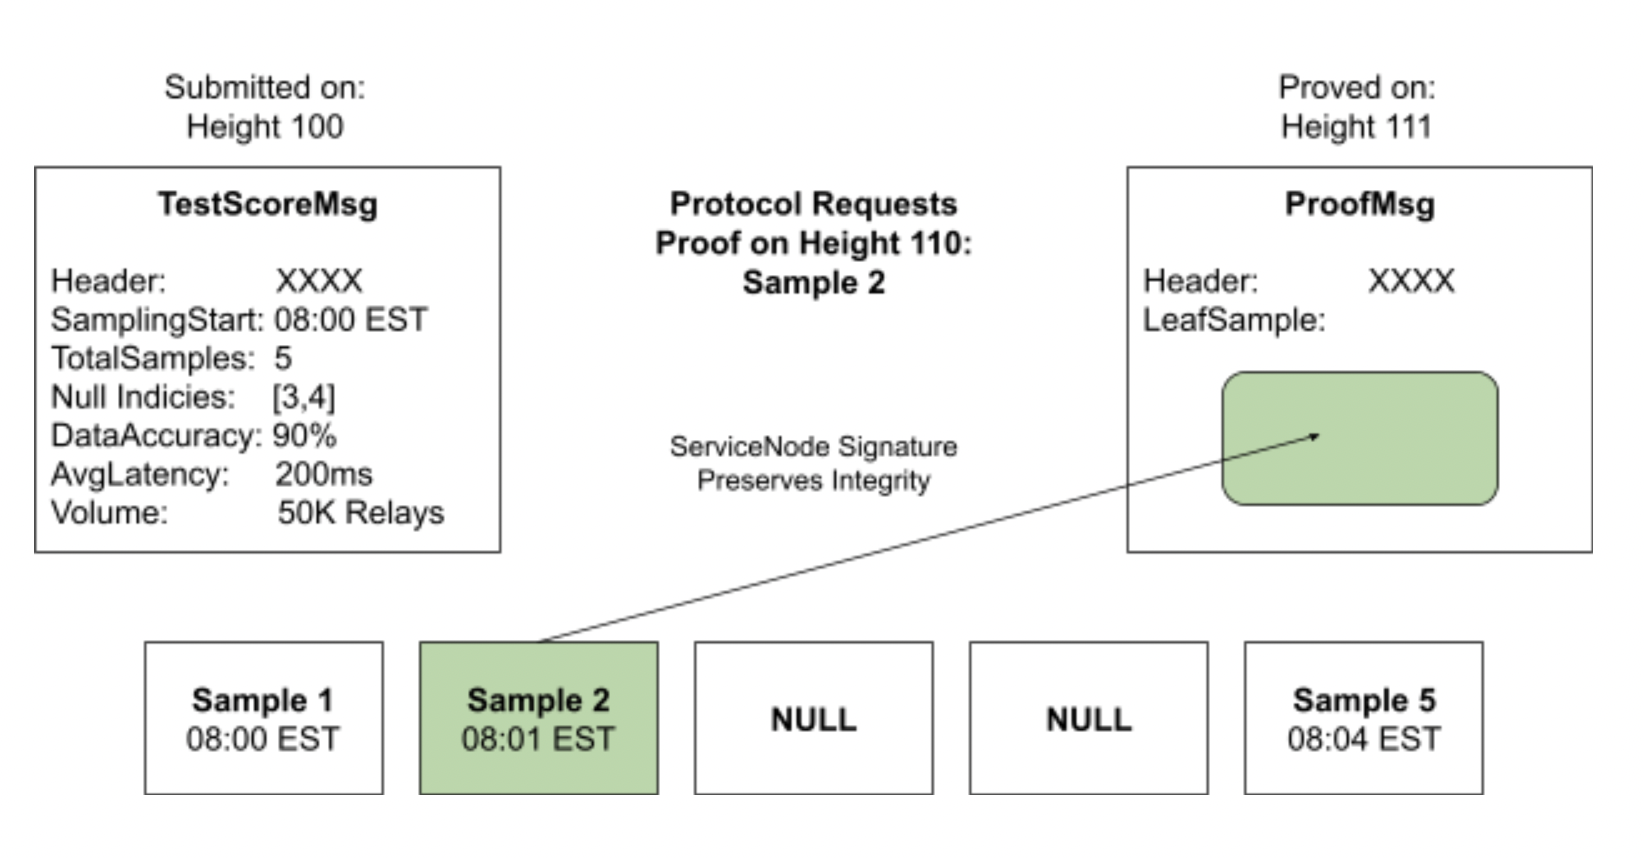 Submitted on:
Height 100
Proved on:
Height 111
TestScoreMsg
Header: XXXX
SamplingStart: 08:00 EST
TotalSamples: 5
Null Indicies: [3,4]
DataAccuracy: 90%
AvgLatency: 200ms
Volume: 50K Relays
Protocol Requests
Proof on Height 110:
Sample 2
ServiceNode Signature
Preserves Integrity
ProofMsg
Header: XXXX
LeafSample:
Sample 1
08:00 EST
Sample 2
08:01 EST
NULL
NULL
Sample 5
08:04 EST